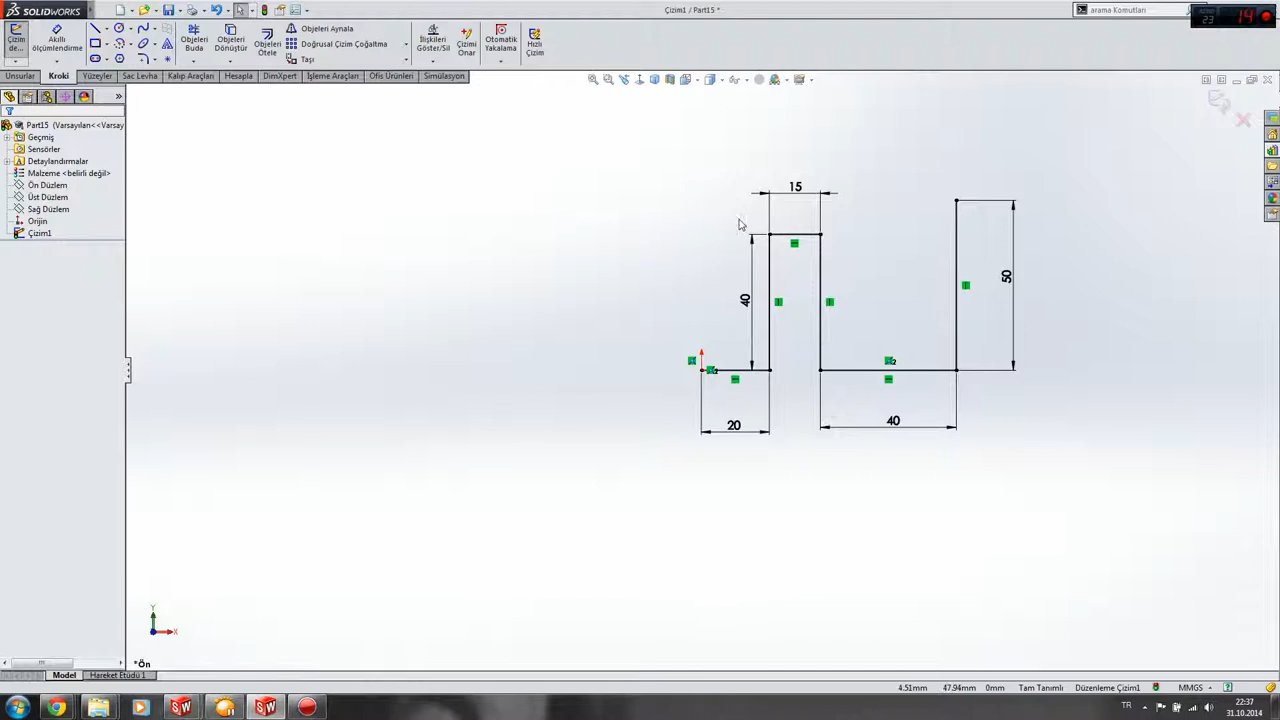 SOLIDWORKS
Çizim1 / Part15 *
arama Komutları
23
14
Çizim de...
Akıllı ölçümlendirme
Objeleri Buda
Objeleri Dönüştür
Objeleri Ötele
Objeleri Aynala
Doğrusal Çizim Çoğaltma
Taşı
İlişkileri Göster/Sil
Çizimi Onar
Otomatik Yakalama
Hızlı Çizim
Unsurlar
Kroki
Yüzeyler
Sac Levha
Kalıp Araçları
Hesapla
DimXpert
İşleme Araçları
Ofis Ürünleri
Simülasyon
Part15 (Varsayılan<<Varsay
Geçmiş
Sensörler
Detaylandırmalar
Malzeme <belirli değil>
Ön Düzlem
Üst Düzlem
Sağ Düzlem
Orijin
Çizim1
15
40
50
20
40
Y
X
*Ön
Model
Hareket Etüdü 1
4.51mm
47.94mm
0mm
Tam Tanımlı
Düzenleme Çizim1
MMGS
TR
22:37
31.10.2014